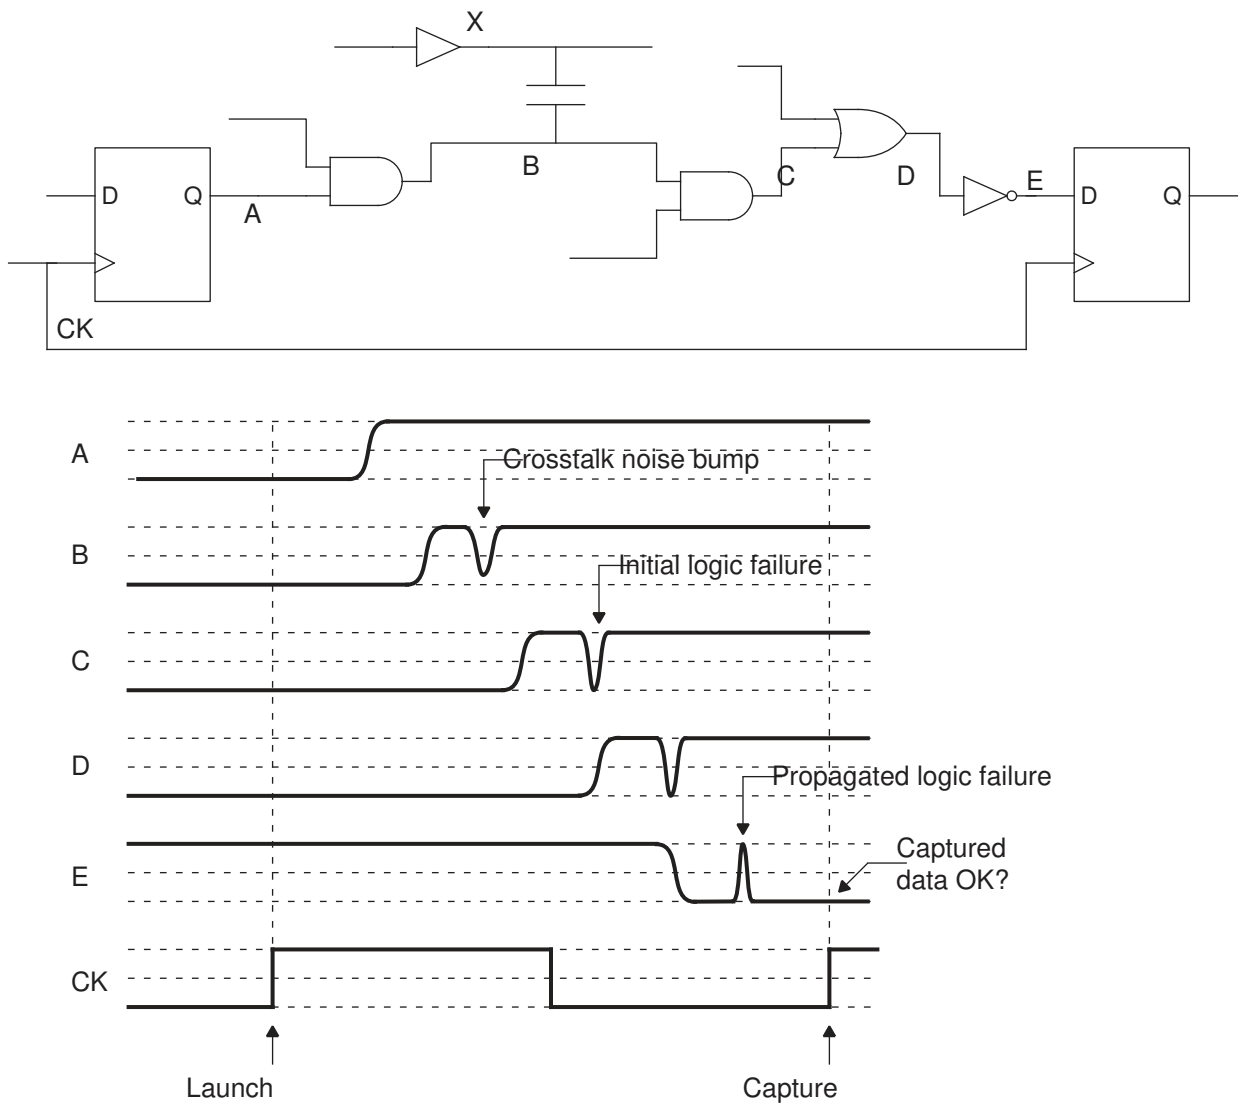 X
B
C
D
E
D
Q
A
D
Q
CK
A
Crosstalk noise bump
B
Initial logic failure
C
D
Propagated logic failure
E
Captured
data OK?
CK
Launch
Capture